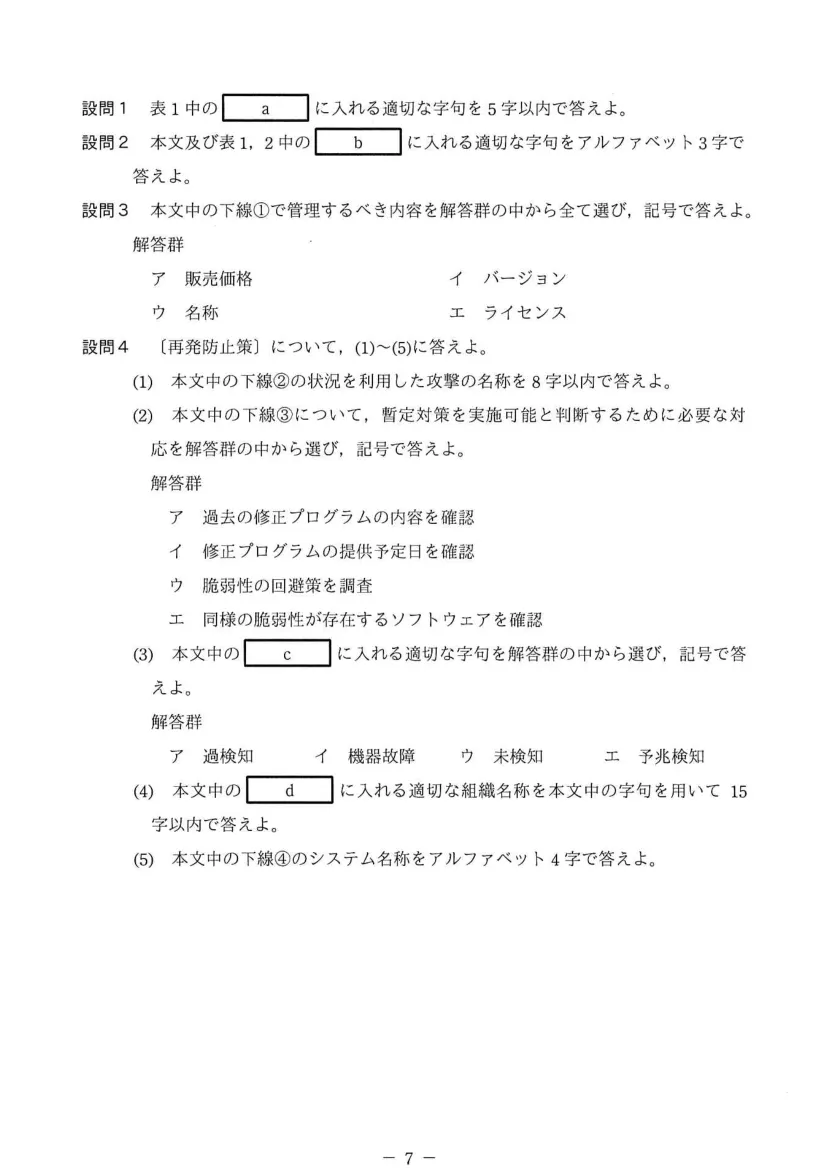 設問1 表1中の a に入れる適切な字句を5字以内で答えよ。
設問2 本文及び表1，2中の b に入れる適切な字句をアルファベット3字で
答えよ。
設問3 本文中の下線①で管理するべき内容を解答群の中から全て選び，記号で答えよ。
解答群
ア 販売価格 イ バージョン
ウ 名称 エ ライセンス
設問4 〔再発防止策〕について，(1)～(5)に答えよ。
(1) 本文中の下線②の状況を利用した攻撃の名称を8字以内で答えよ。
(2) 本文中の下線③について，暫定対策を実施可能と判断するために必要な対
応を解答群の中から選び，記号で答えよ。
解答群
ア 過去の修正プログラムの内容を確認
イ 修正プログラムの提供予定日を確認
ウ 脆弱性の回避策を調査
エ 同様の脆弱性が存在するソフトウェアを確認
(3) 本文中の c に入れる適切な字句を解答群の中から選び，記号で答
えよ。
解答群
ア 過検知 イ 機器故障 ウ 未検知 エ 予兆検知
(4) 本文中の d に入れる適切な組織名称を本文中の字句を用いて 15
字以内で答えよ。
(5) 本文中の下線④のシステム名称をアルファベット4字で答えよ。
－ 7 －